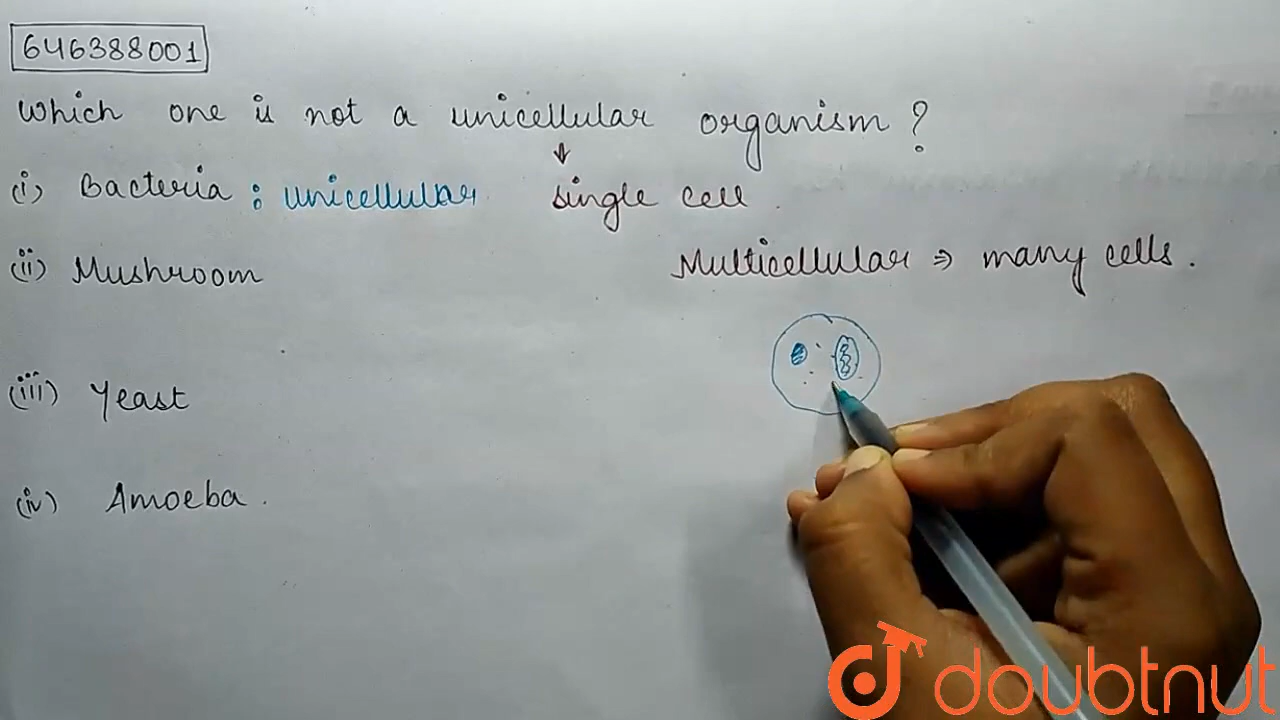 646388001
Which one is not a unicellular organism?
↓
(i) Bacteria : unicellular single cell.
Multicellular ⇒ many cells.
(ii) Mushroom
(iii) Yeast
(iv) Amoeba.
doubtnut